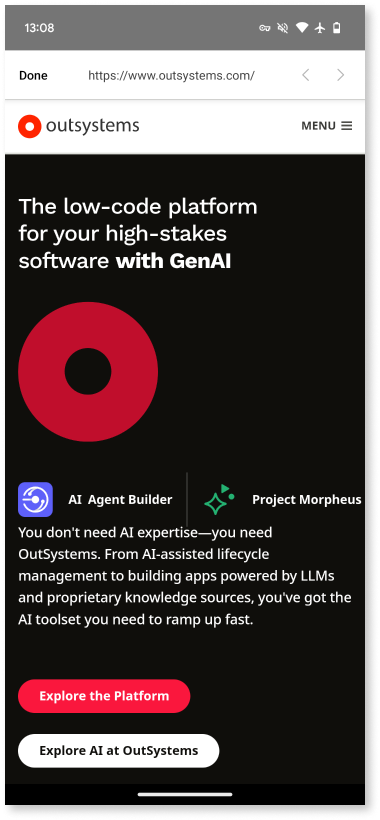 13:08
Done
https://www.outsystems.com/
outsystems
MENU
The low-code platform
for your high-stakes
software with GenAI
AI Agent Builder
Project Morpheus
You don't need AI expertise—you need
OutSystems. From AI-assisted lifecycle
management to building apps powered by LLMs
and proprietary knowledge sources, you've got the
AI toolset you need to ramp up fast.
Explore the Platform
Explore AI at OutSystems